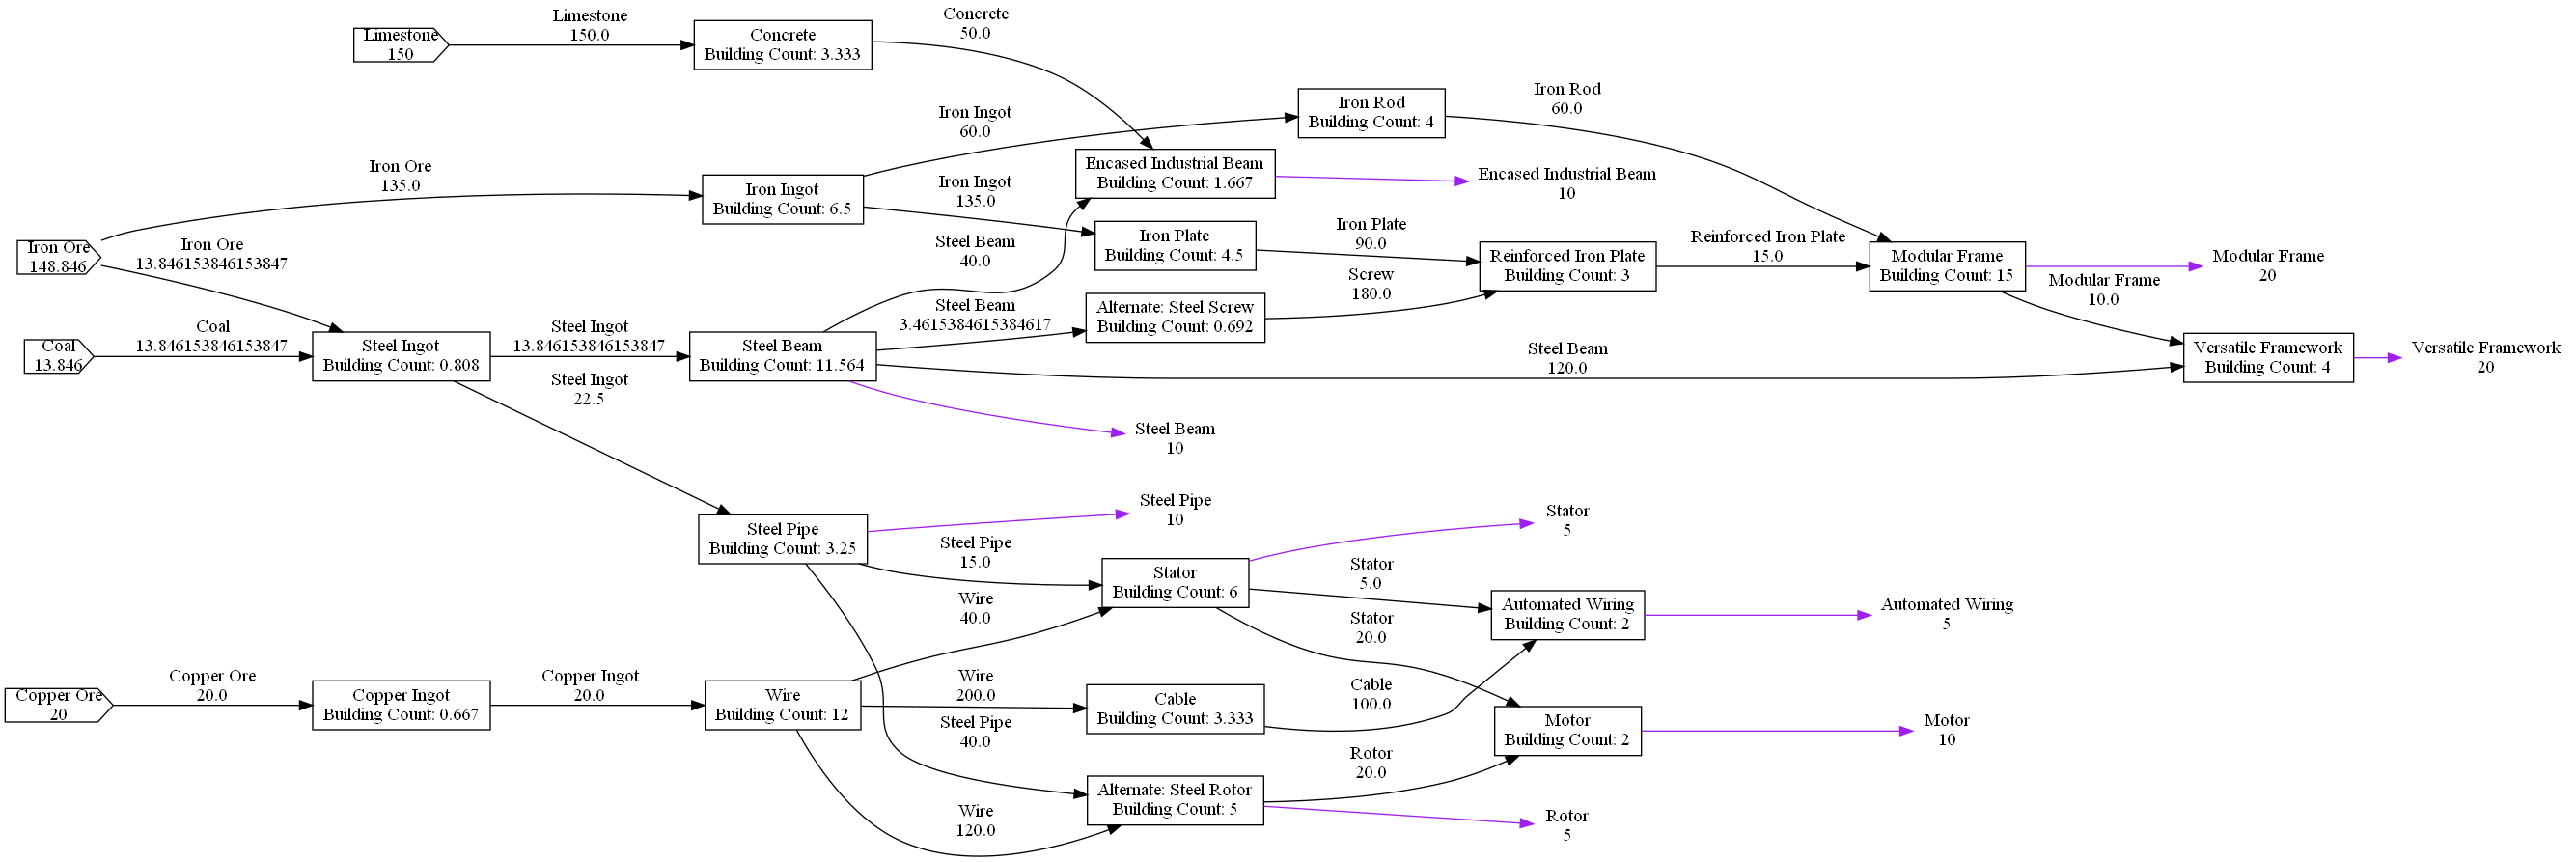 Limestone
150
Limestone
150.0
Concrete
Building Count: 3.333
Concrete
50.0
Iron Ore
148.846
Iron Ore
135.0
Iron Ore
13.846153846153847
Iron Ingot
Building Count: 6.5
Iron Ingot
60.0
Iron Ingot
135.0
Iron Rod
Building Count: 4
Iron Rod
60.0
Encased Industrial Beam
Building Count: 1.667
Encased Industrial Beam
10
Iron Plate
Building Count: 4.5
Iron Plate
90.0
Reinforced Iron Plate
Building Count: 3
Reinforced Iron Plate
15.0
Modular Frame
Building Count: 15
Modular Frame
20
Modular Frame
10.0
Coal
13.846
Coal
13.846153846153847
Steel Ingot
Building Count: 0.808
Steel Ingot
13.846153846153847
Steel Ingot
22.5
Steel Beam
Building Count: 11.564
Steel Beam
40.0
Steel Beam
3.4615384615384617
Alternate: Steel Screw
Building Count: 0.692
Screw
180.0
Steel Beam
120.0
Versatile Framework
Building Count: 4
Versatile Framework
20
Steel Beam
10
Steel Pipe
Building Count: 3.25
Steel Pipe
10
Steel Pipe
15.0
Steel Pipe
40.0
Stator
Building Count: 6
Stator
5
Stator
5.0
Stator
20.0
Automated Wiring
Building Count: 2
Automated Wiring
5
Copper Ore
20
Copper Ore
20.0
Copper Ingot
Building Count: 0.667
Copper Ingot
20.0
Wire
Building Count: 12
Wire
40.0
Wire
200.0
Wire
120.0
Cable
Building Count: 3.333
Cable
100.0
Motor
Building Count: 2
Motor
10
Alternate: Steel Rotor
Building Count: 5
Rotor
20.0
Rotor
5